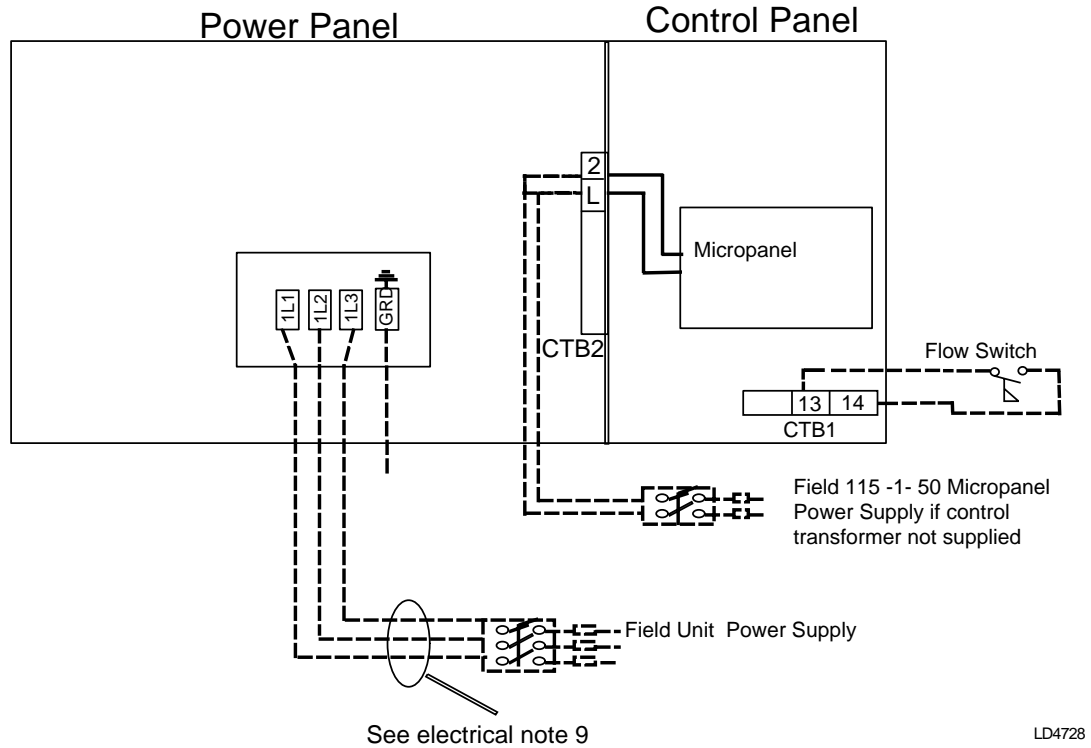 Power Panel
Control Panel
2
L
Micropanel
1L1
1L2
1L3
GRD
CTB2
Flow Switch
13
14
CTB1
Field 115 -1- 50 Micropanel
Power Supply if control
transformer not supplied
Field Unit Power Supply
See electrical note 9
LD4728